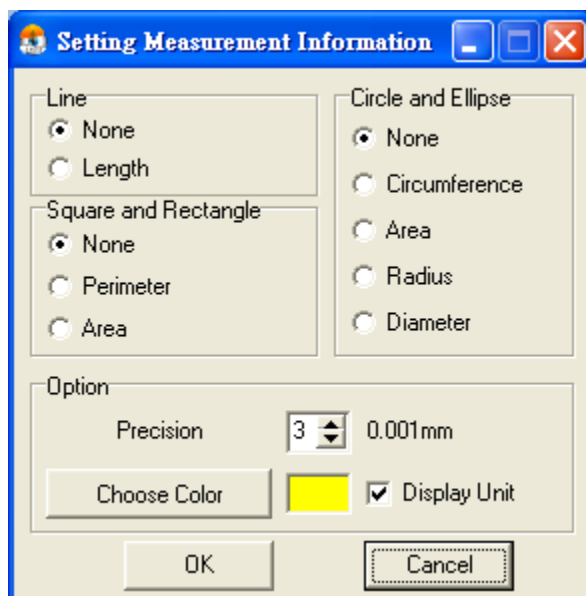 Setting Measurement Information
Line
None
Length
Square and Rectangle
None
Perimeter
Area
Circle and Ellipse
None
Circumference
Area
Radius
Diameter
Option
Precision 3 0.001mm
Choose Color Display Unit
OK Cancel